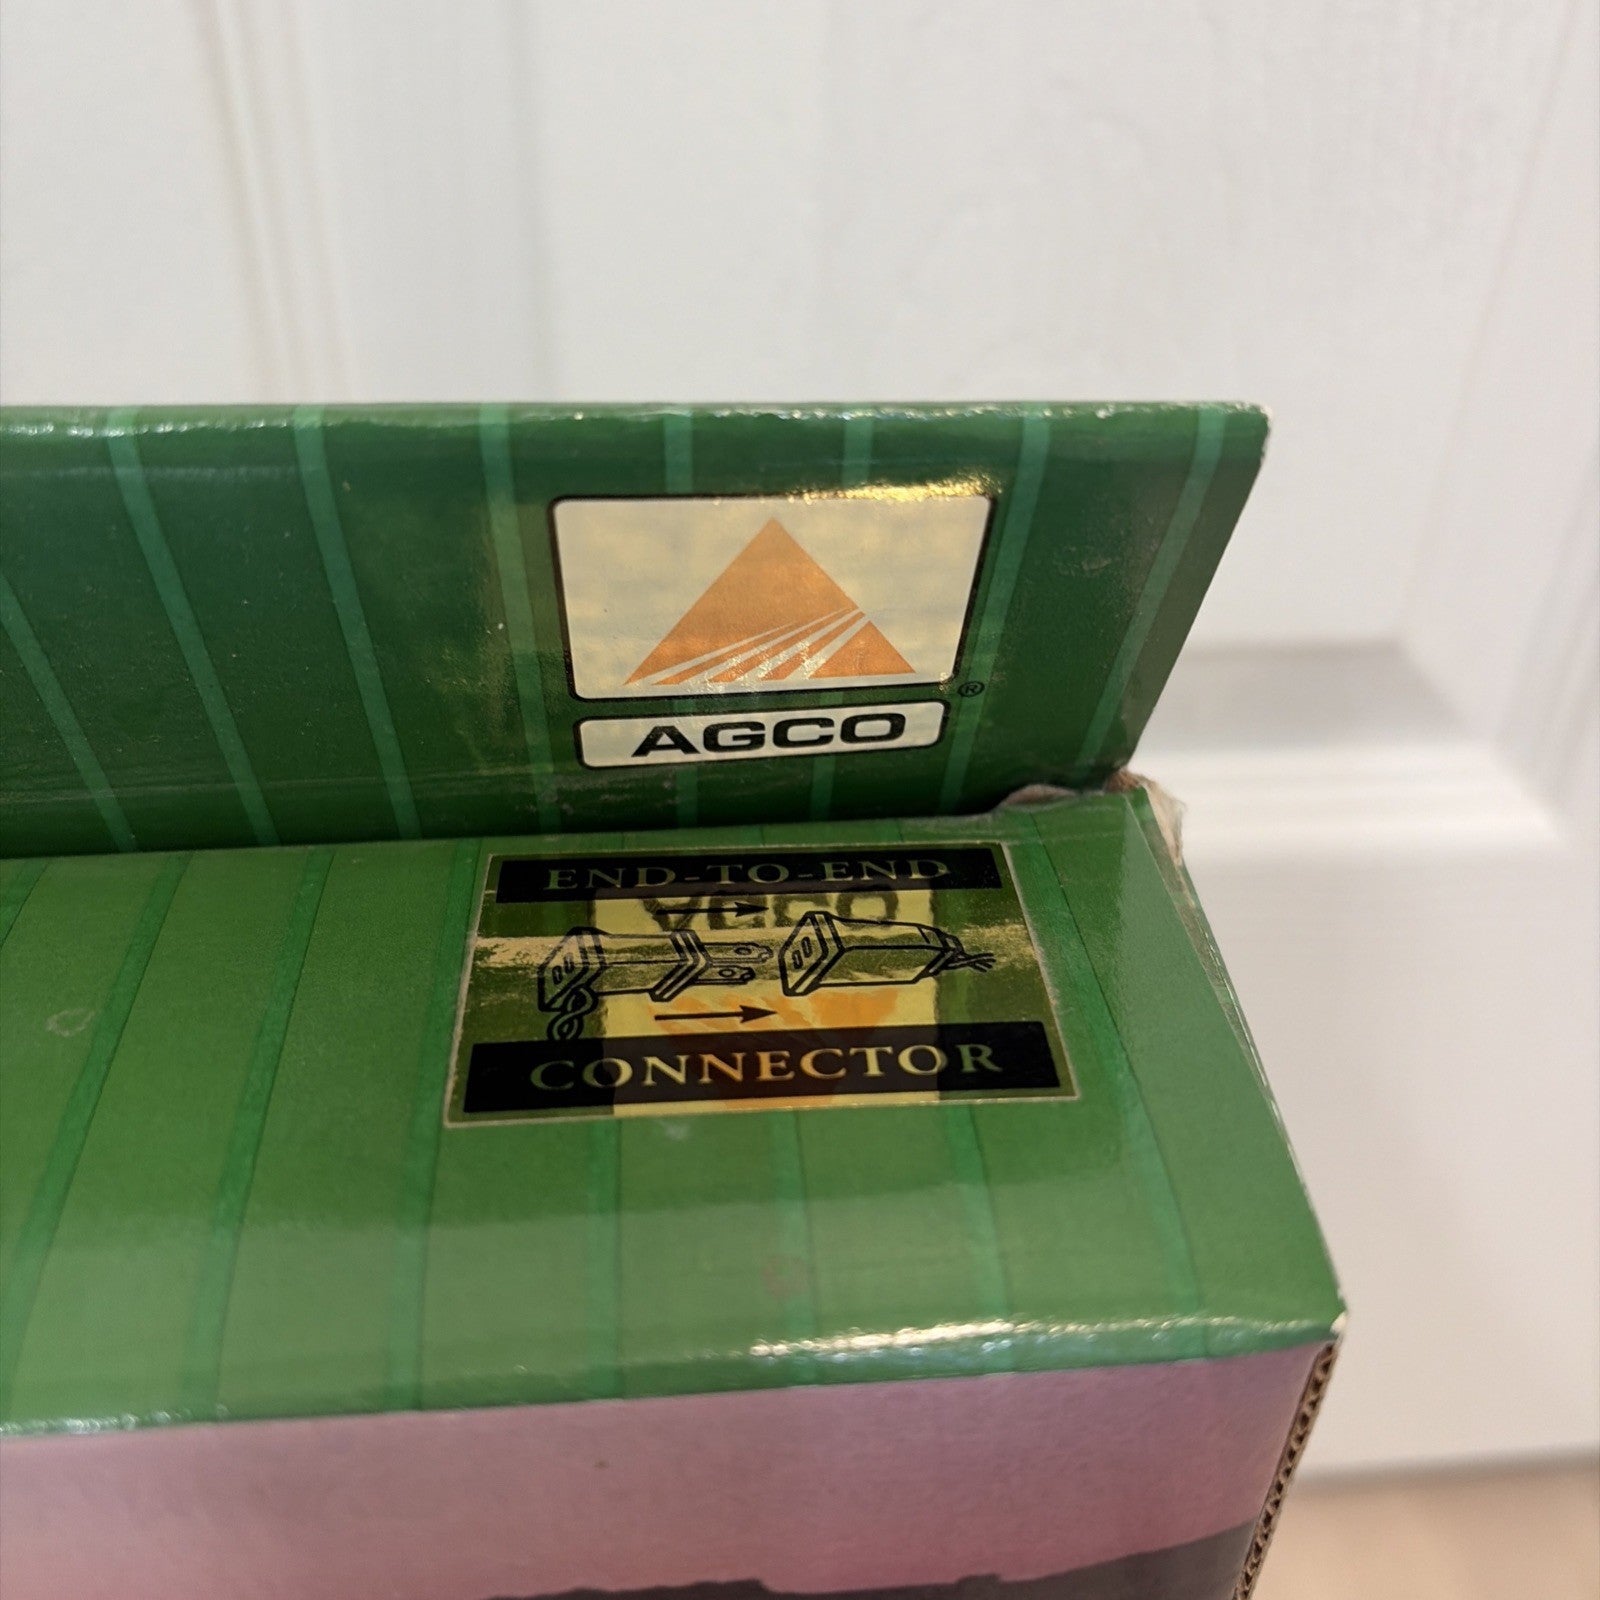 ®
AGCO
END-TO-END
CONNECTOR